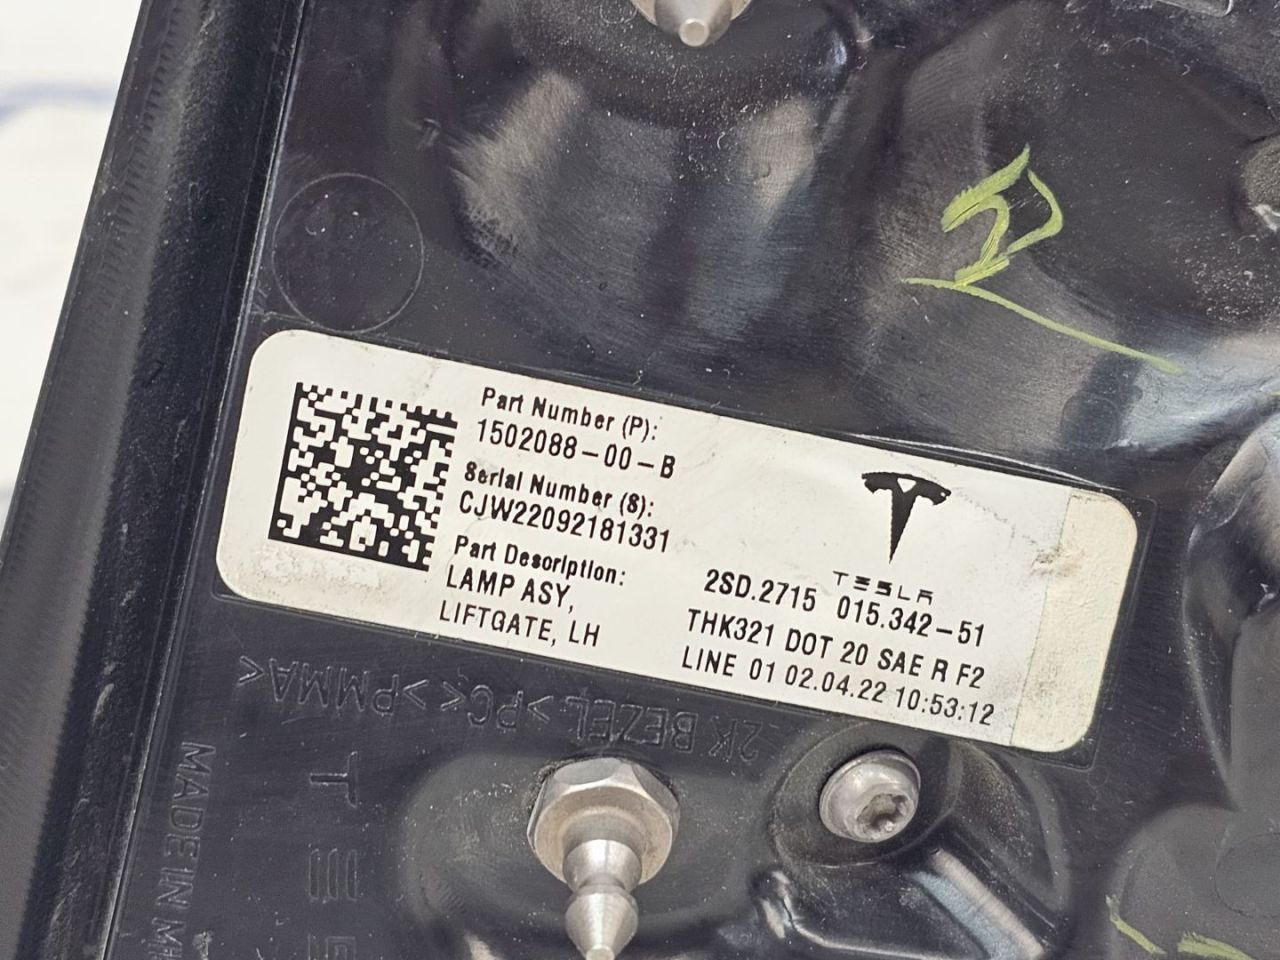 Part Number (P):
1502088-00-B
Serial Number (S):
CJW22092181331
Part Description:
LAMP ASY,
LIFTGATE, LH
TESLA
2SD.2715 015.342-51
THK321 DOT 20 SAE R F2
LINE 01 02.04.22 10:53:12
2K BEZEL >PC< >PMMA<
MADE IN